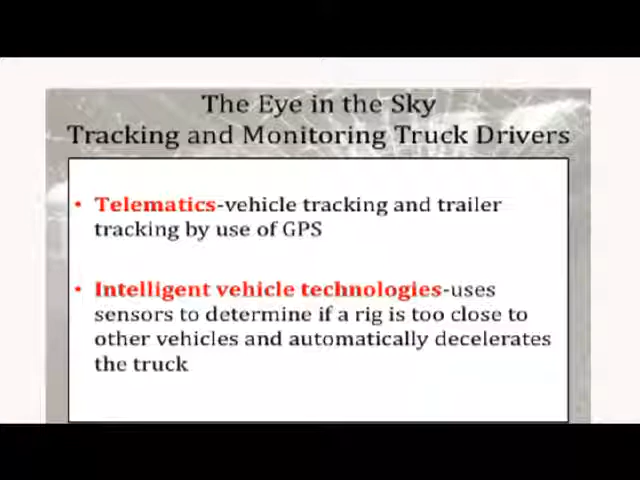 The Eye in the Sky
Tracking and Monitoring Truck Drivers
• Telematics-vehicle tracking and trailer
tracking by use of GPS
• Intelligent vehicle technologies-uses
sensors to determine if a rig is too close to
other vehicles and automatically decelerates
the truck